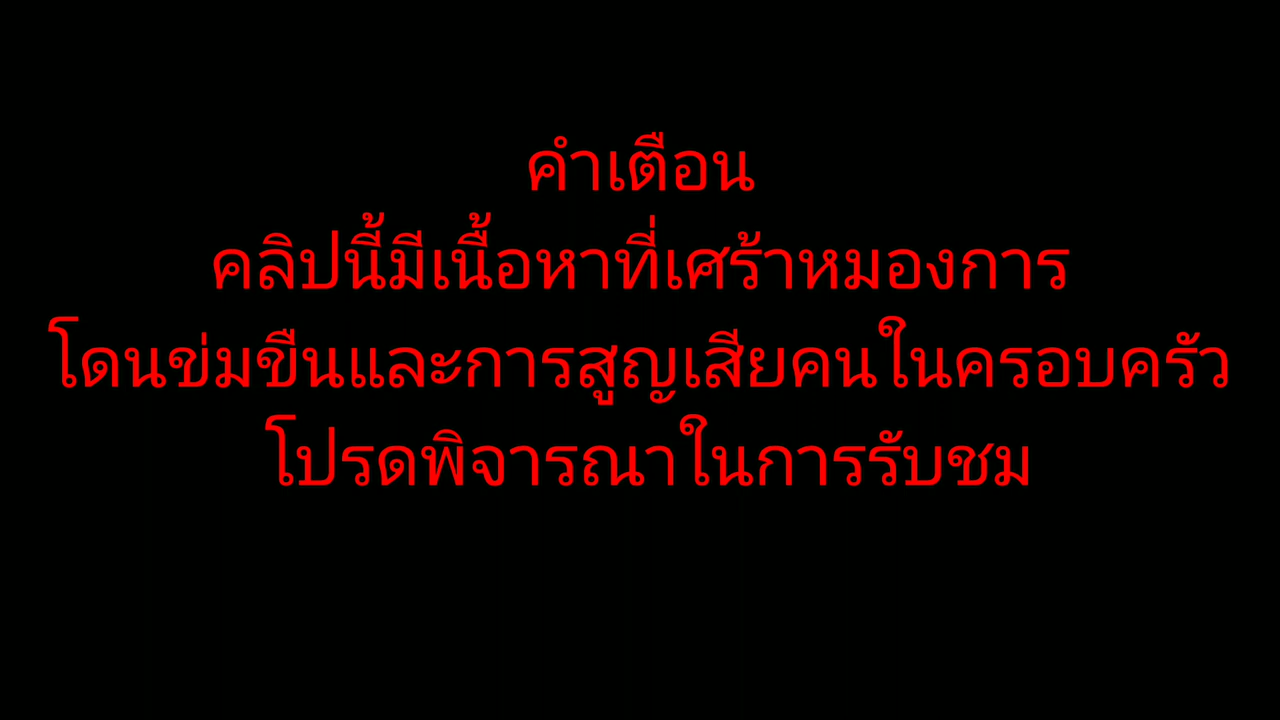 คำเตือน
คลิปนี้มีเนื้อหาที่เศร้าหมองการ
โดนข่มขืนและการสูญเสียคนในครอบครัว
โปรดพิจารณาในการรับชม